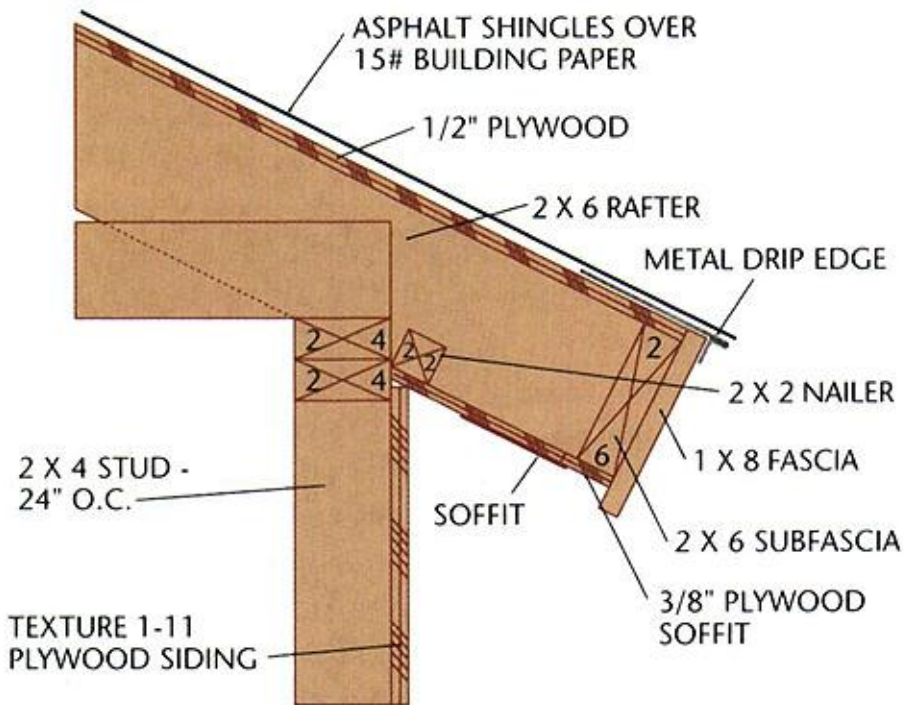 ASPHALT SHINGLES OVER
15# BUILDING PAPER
1/2" PLYWOOD
2 X 6 RAFTER
METAL DRIP EDGE
2
2 4
2 4
2
2
2 X 2 NAILER
6
1 X 8 FASCIA
2 X 4 STUD -
24" O.C.
SOFFIT
2 X 6 SUBFASCIA
3/8" PLYWOOD
SOFFIT
TEXTURE 1-11
PLYWOOD SIDING